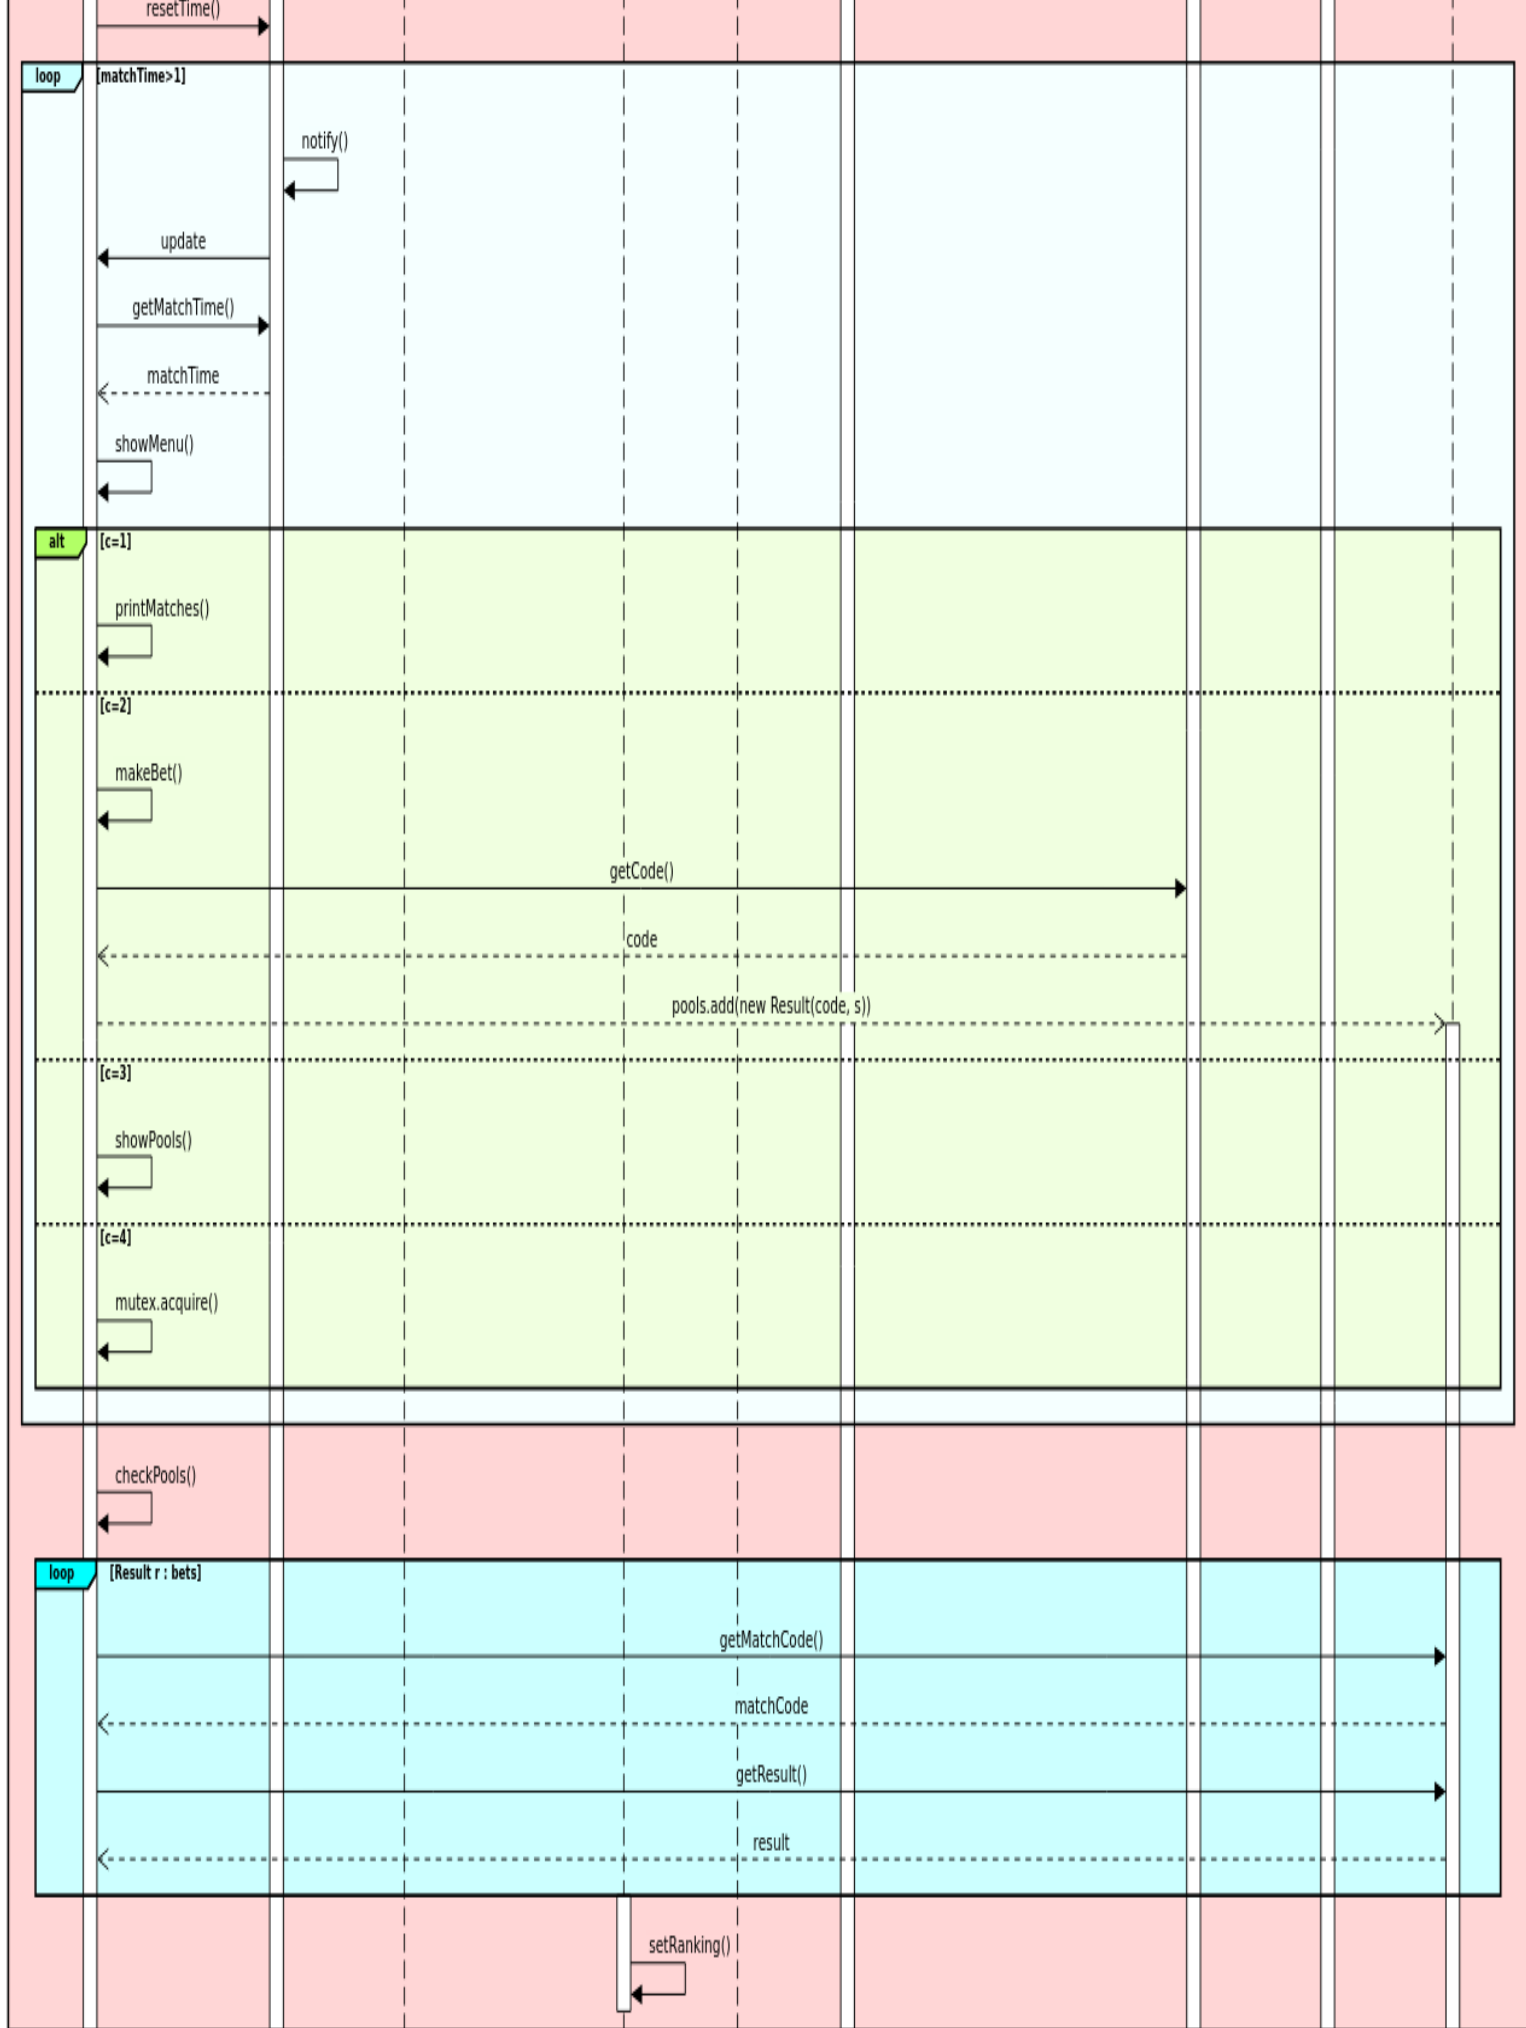 resetTime()
loop [matchTime>1]
notify()
update
getMatchTime()
matchTime
showMenu()
alt [c=1]
printMatches()
[c=2]
makeBet()
getCode()
code
pools.add(new Result(code, s))
[c=3]
showPools()
[c=4]
mutex.acquire()
checkPools()
loop [Result r : bets]
getMatchCode()
matchCode
getResult()
result
setRanking()